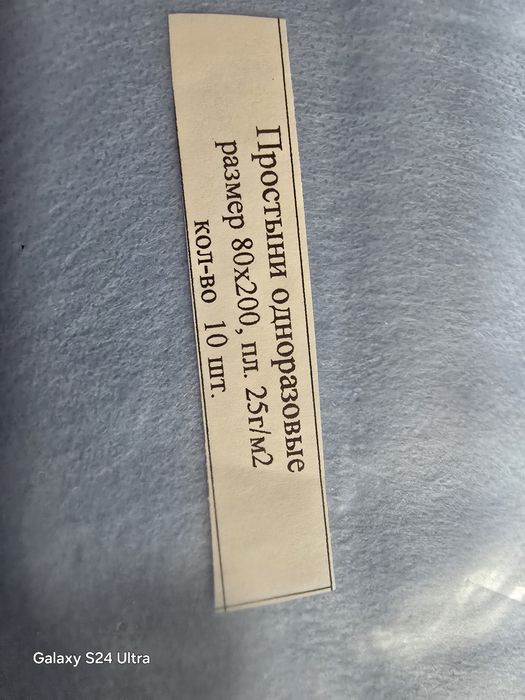 Простыни одноразовые
размер 80х200, пл. 25г/м2
кол-во 10 шт.
Galaxy S24 Ultra